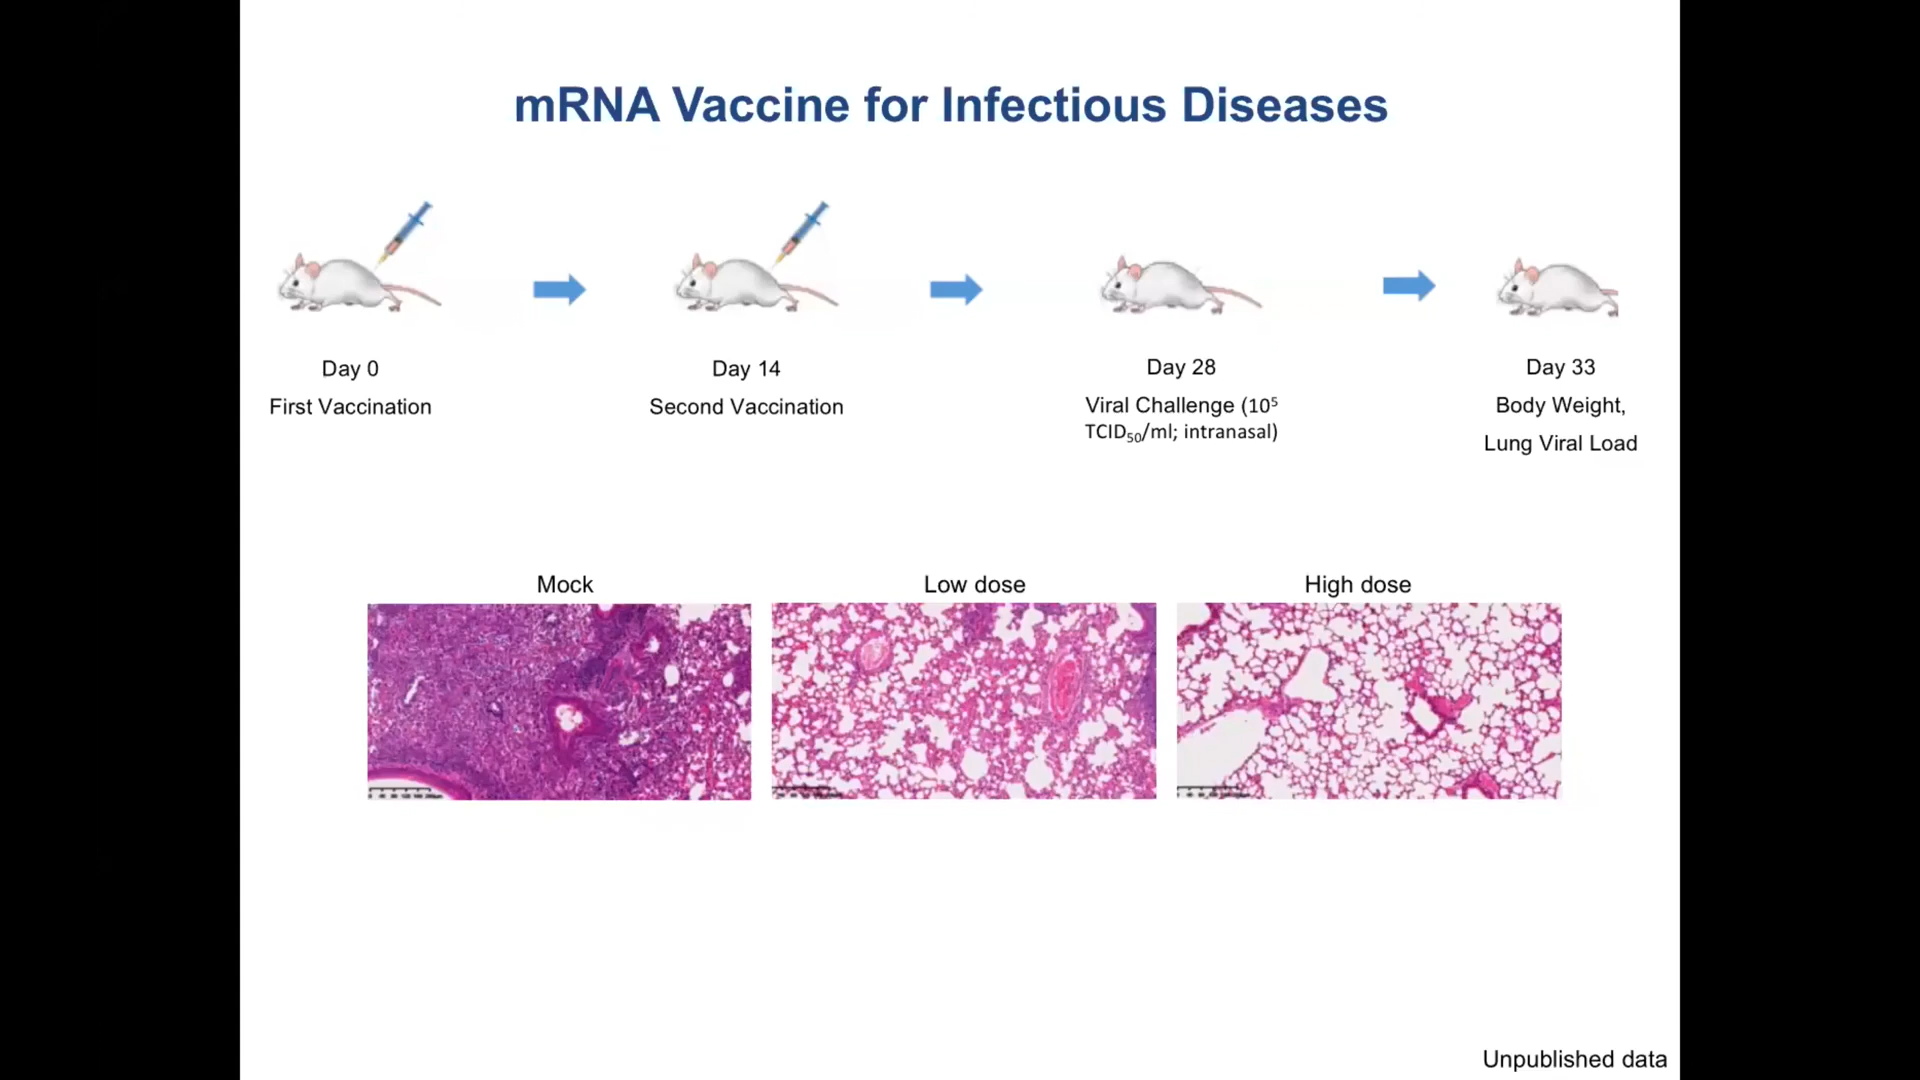 mRNA Vaccine for Infectious Diseases
Day 0
First Vaccination
Day 14
Second Vaccination
Day 28
Viral Challenge (10⁵
TCID₅₀/ml; intranasal)
Day 33
Body Weight,
Lung Viral Load
Mock
Low dose
High dose
Unpublished data